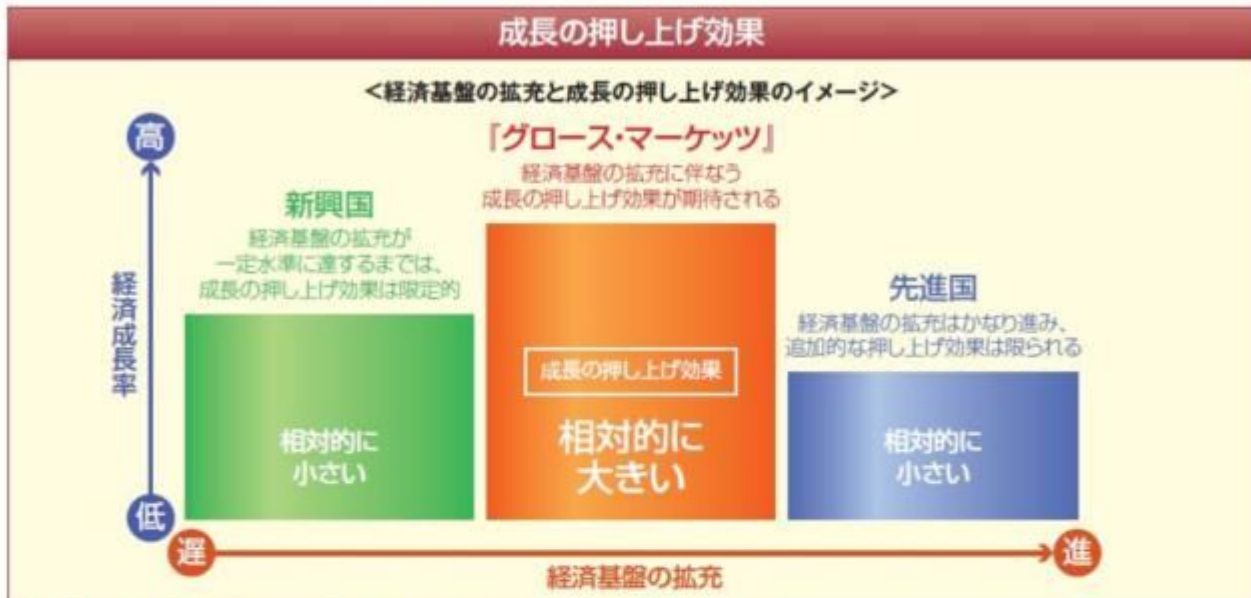 成長の押し上げ効果
<経済基盤の拡充と成長の押し上げ効果のイメージ>
高
『グロース・マーケッツ』
経済基盤の拡充に伴なう
成長の押し上げ効果が期待される
新興国
経済基盤の拡充が
一定水準に達するまでは、
成長の押し上げ効果は限定的
先進国
経済基盤の拡充はかなり進み、
追加的な押し上げ効果は限られる
経済成長率
成長の押し上げ効果
相対的に
小さい
相対的に
大きい
相対的に
小さい
低
遅
進
経済基盤の拡充